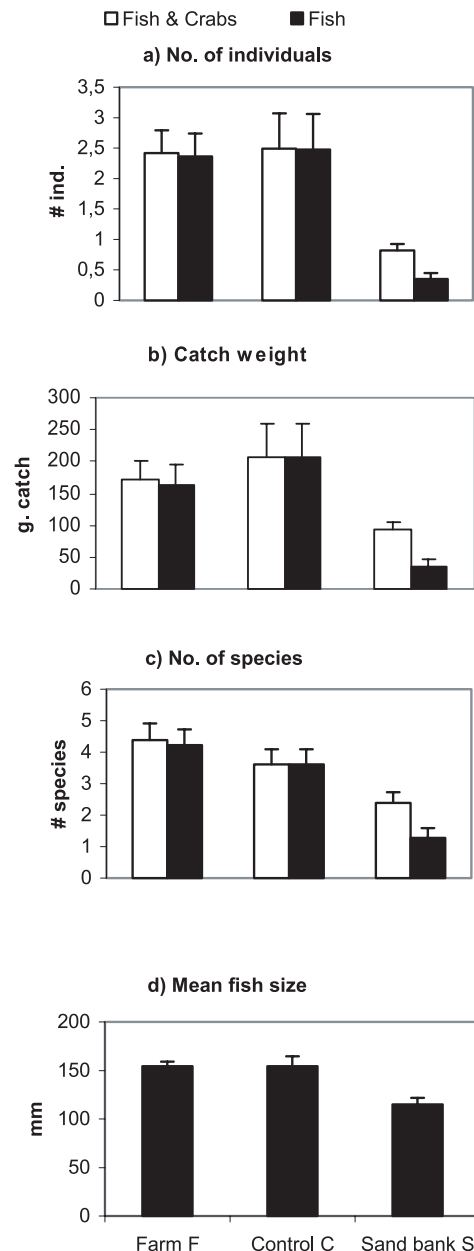 Fish & Crabs Fish
a) No. of individuals
3,5
3
2,5
2
1,5
1
0,5
0
# ind.
b) Catch weight
300
250
200
150
100
50
0
g. catch
c) No. of species
6
5
4
3
2
1
0
# species
d) Mean fish size
200
150
100
50
0
mm
Farm F Control C Sand bank S